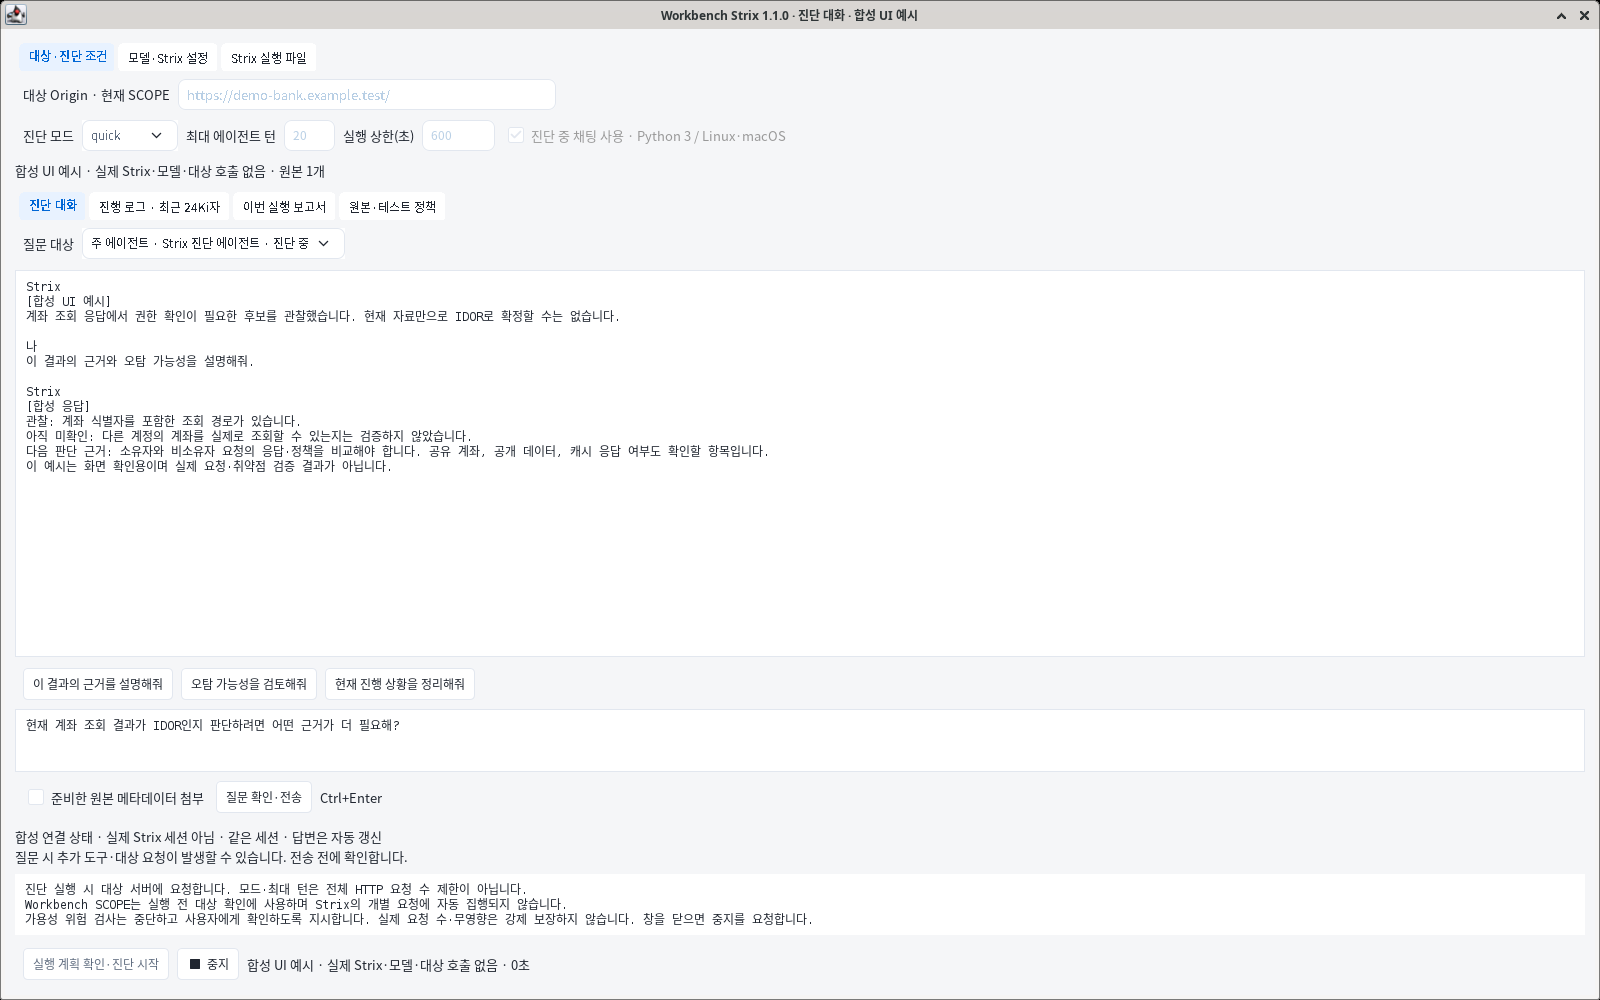 Workbench Strix 1.1.0 · 진단 대화 · 합성 UI 예시
대상 · 진단 조건 모델·Strix 설정 Strix 실행 파일
대상 Origin · 현재 SCOPE https://demo-bank.example.test/
진단 모드 quick 최대 에이전트 턴 20 실행 상한(초) 600 진단 중 채팅 사용 · Python 3 / Linux·macOS
합성 UI 예시 · 실제 Strix·모델·대상 호출 없음 · 원본 1개
진단 대화 진행 로그 · 최근 24Ki자 이번 실행 보고서 원본·테스트 정책
질문 대상 주 에이전트 · Strix 진단 에이전트 · 진단 중
Strix
[합성 UI 예시]
계좌 조회 응답에서 권한 확인이 필요한 후보를 관찰했습니다. 현재 자료만으로 IDOR로 확정할 수는 없습니다.
나
이 결과의 근거와 오탐 가능성을 설명해줘.
Strix
[합성 응답]
관찰: 계좌 식별자를 포함한 조회 경로가 있습니다.
아직 미확인: 다른 계정의 계좌를 실제로 조회할 수 있는지는 검증하지 않았습니다.
다음 판단 근거: 소유자와 비소유자 요청의 응답·정책을 비교해야 합니다. 공유 계좌, 공개 데이터, 캐시 응답 여부도 확인할 항목입니다.
이 예시는 화면 확인용이며 실제 요청·취약점 검증 결과가 아닙니다.
이 결과의 근거를 설명해줘 오탐 가능성을 검토해줘 현재 진행 상황을 정리해줘
현재 계좌 조회 결과가 IDOR인지 판단하려면 어떤 근거가 더 필요해?
준비한 원본 메타데이터 첨부 질문 확인·전송 Ctrl+Enter
합성 연결 상태 · 실제 Strix 세션 아님 · 같은 세션 · 답변은 자동 갱신
질문 시 추가 도구·대상 요청이 발생할 수 있습니다. 전송 전에 확인합니다.
진단 실행 시 대상 서버에 요청합니다. 모드·최대 턴은 전체 HTTP 요청 수 제한이 아닙니다.
Workbench SCOPE는 실행 전 대상 확인에 사용하며 Strix의 개별 요청에 자동 집행되지 않습니다.
가용성 위험 검사는 중단하고 사용자에게 확인하도록 지시합니다. 실제 요청 수·무영향은 강제 보장하지 않습니다. 창을 닫으면 중지를 요청합니다.
실행 계획 확인·진단 시작 중지 합성 UI 예시 · 실제 Strix·모델·대상 호출 없음 · 0초